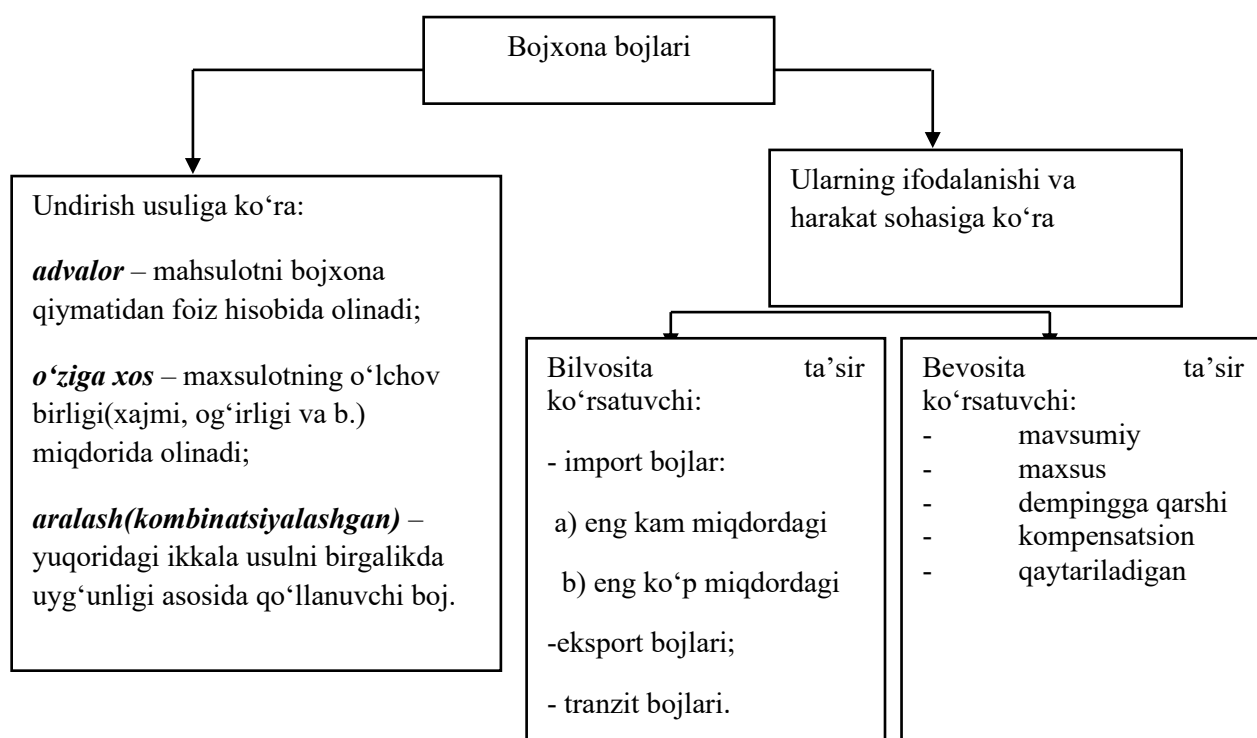 Bojxona bojlari
Undirish usuliga ko‘ra:
advalor – mahsulotni bojxona
qiymatidan foiz hisobida olinadi;
o‘ziga xos – maxsulotning o‘lchov
birligi(xajmi, og‘irligi va b.)
miqdorida olinadi;
aralash(kombinatsiyalashgan) –
yuqoridagi ikkala usulni birgalikda
uyg‘unligi asosida qo‘llanuvchi boj.
Ularning ifodalanishi va
harakat sohasiga ko‘ra
Bilvosita ta’sir
ko‘rsatuvchi:
- import bojlar:
a) eng kam miqdordagi
b) eng ko‘p miqdordagi
-eksport bojlari;
- tranzit bojlari.
Bevosita ta’sir
ko‘rsatuvchi:
- mavsumiy
- maxsus
- dempingga qarshi
- kompensatsion
- qaytariladigan